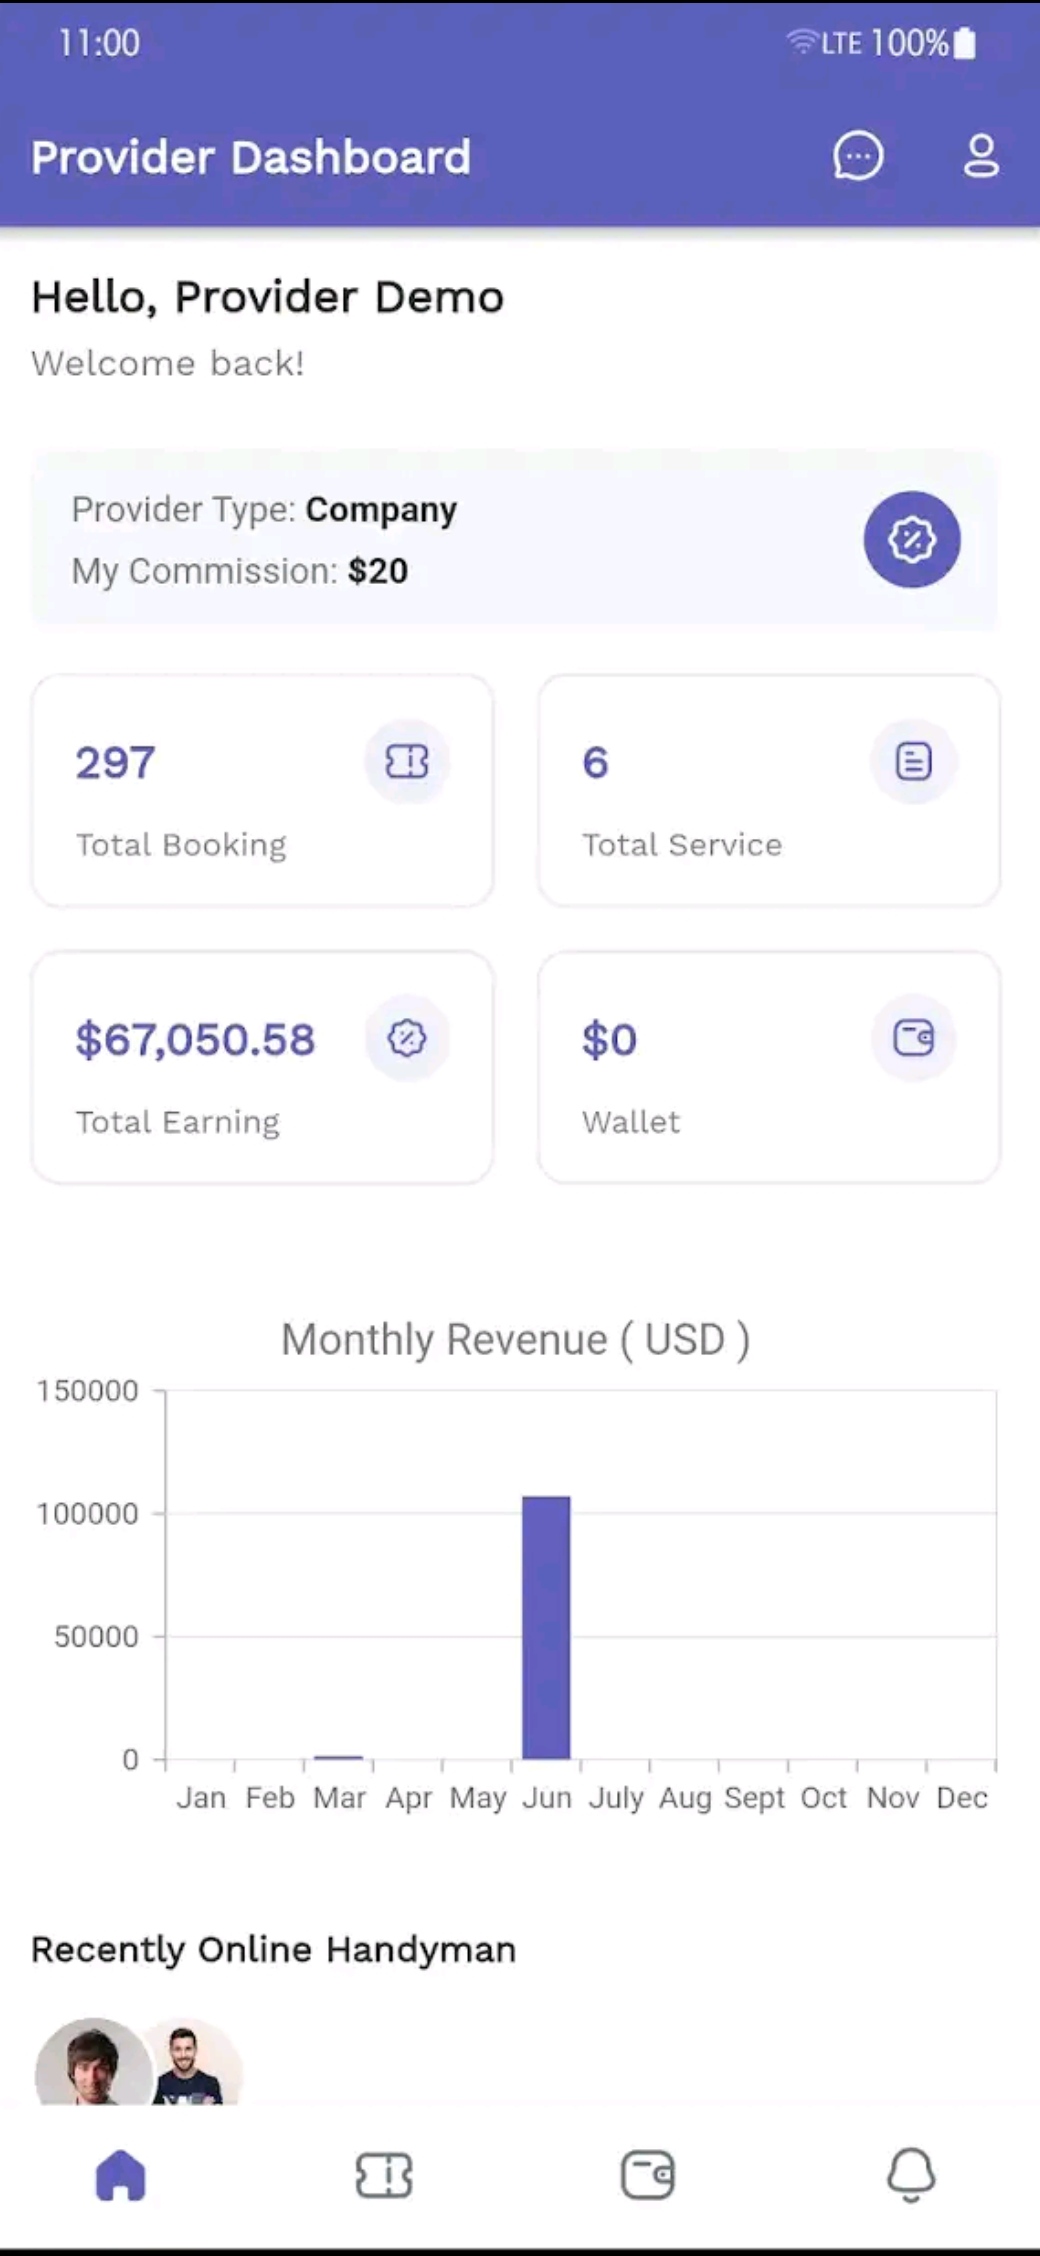 11:00 LTE 100%
Provider Dashboard
Hello, Provider Demo
Welcome back!
Provider Type: Company
My Commission: $20
297
Total Booking
6
Total Service
$67,050.58
Total Earning
$0
Wallet
Monthly Revenue ( USD )
150000
100000
50000
0
Jan Feb Mar Apr May Jun July Aug Sept Oct Nov Dec
Recently Online Handyman